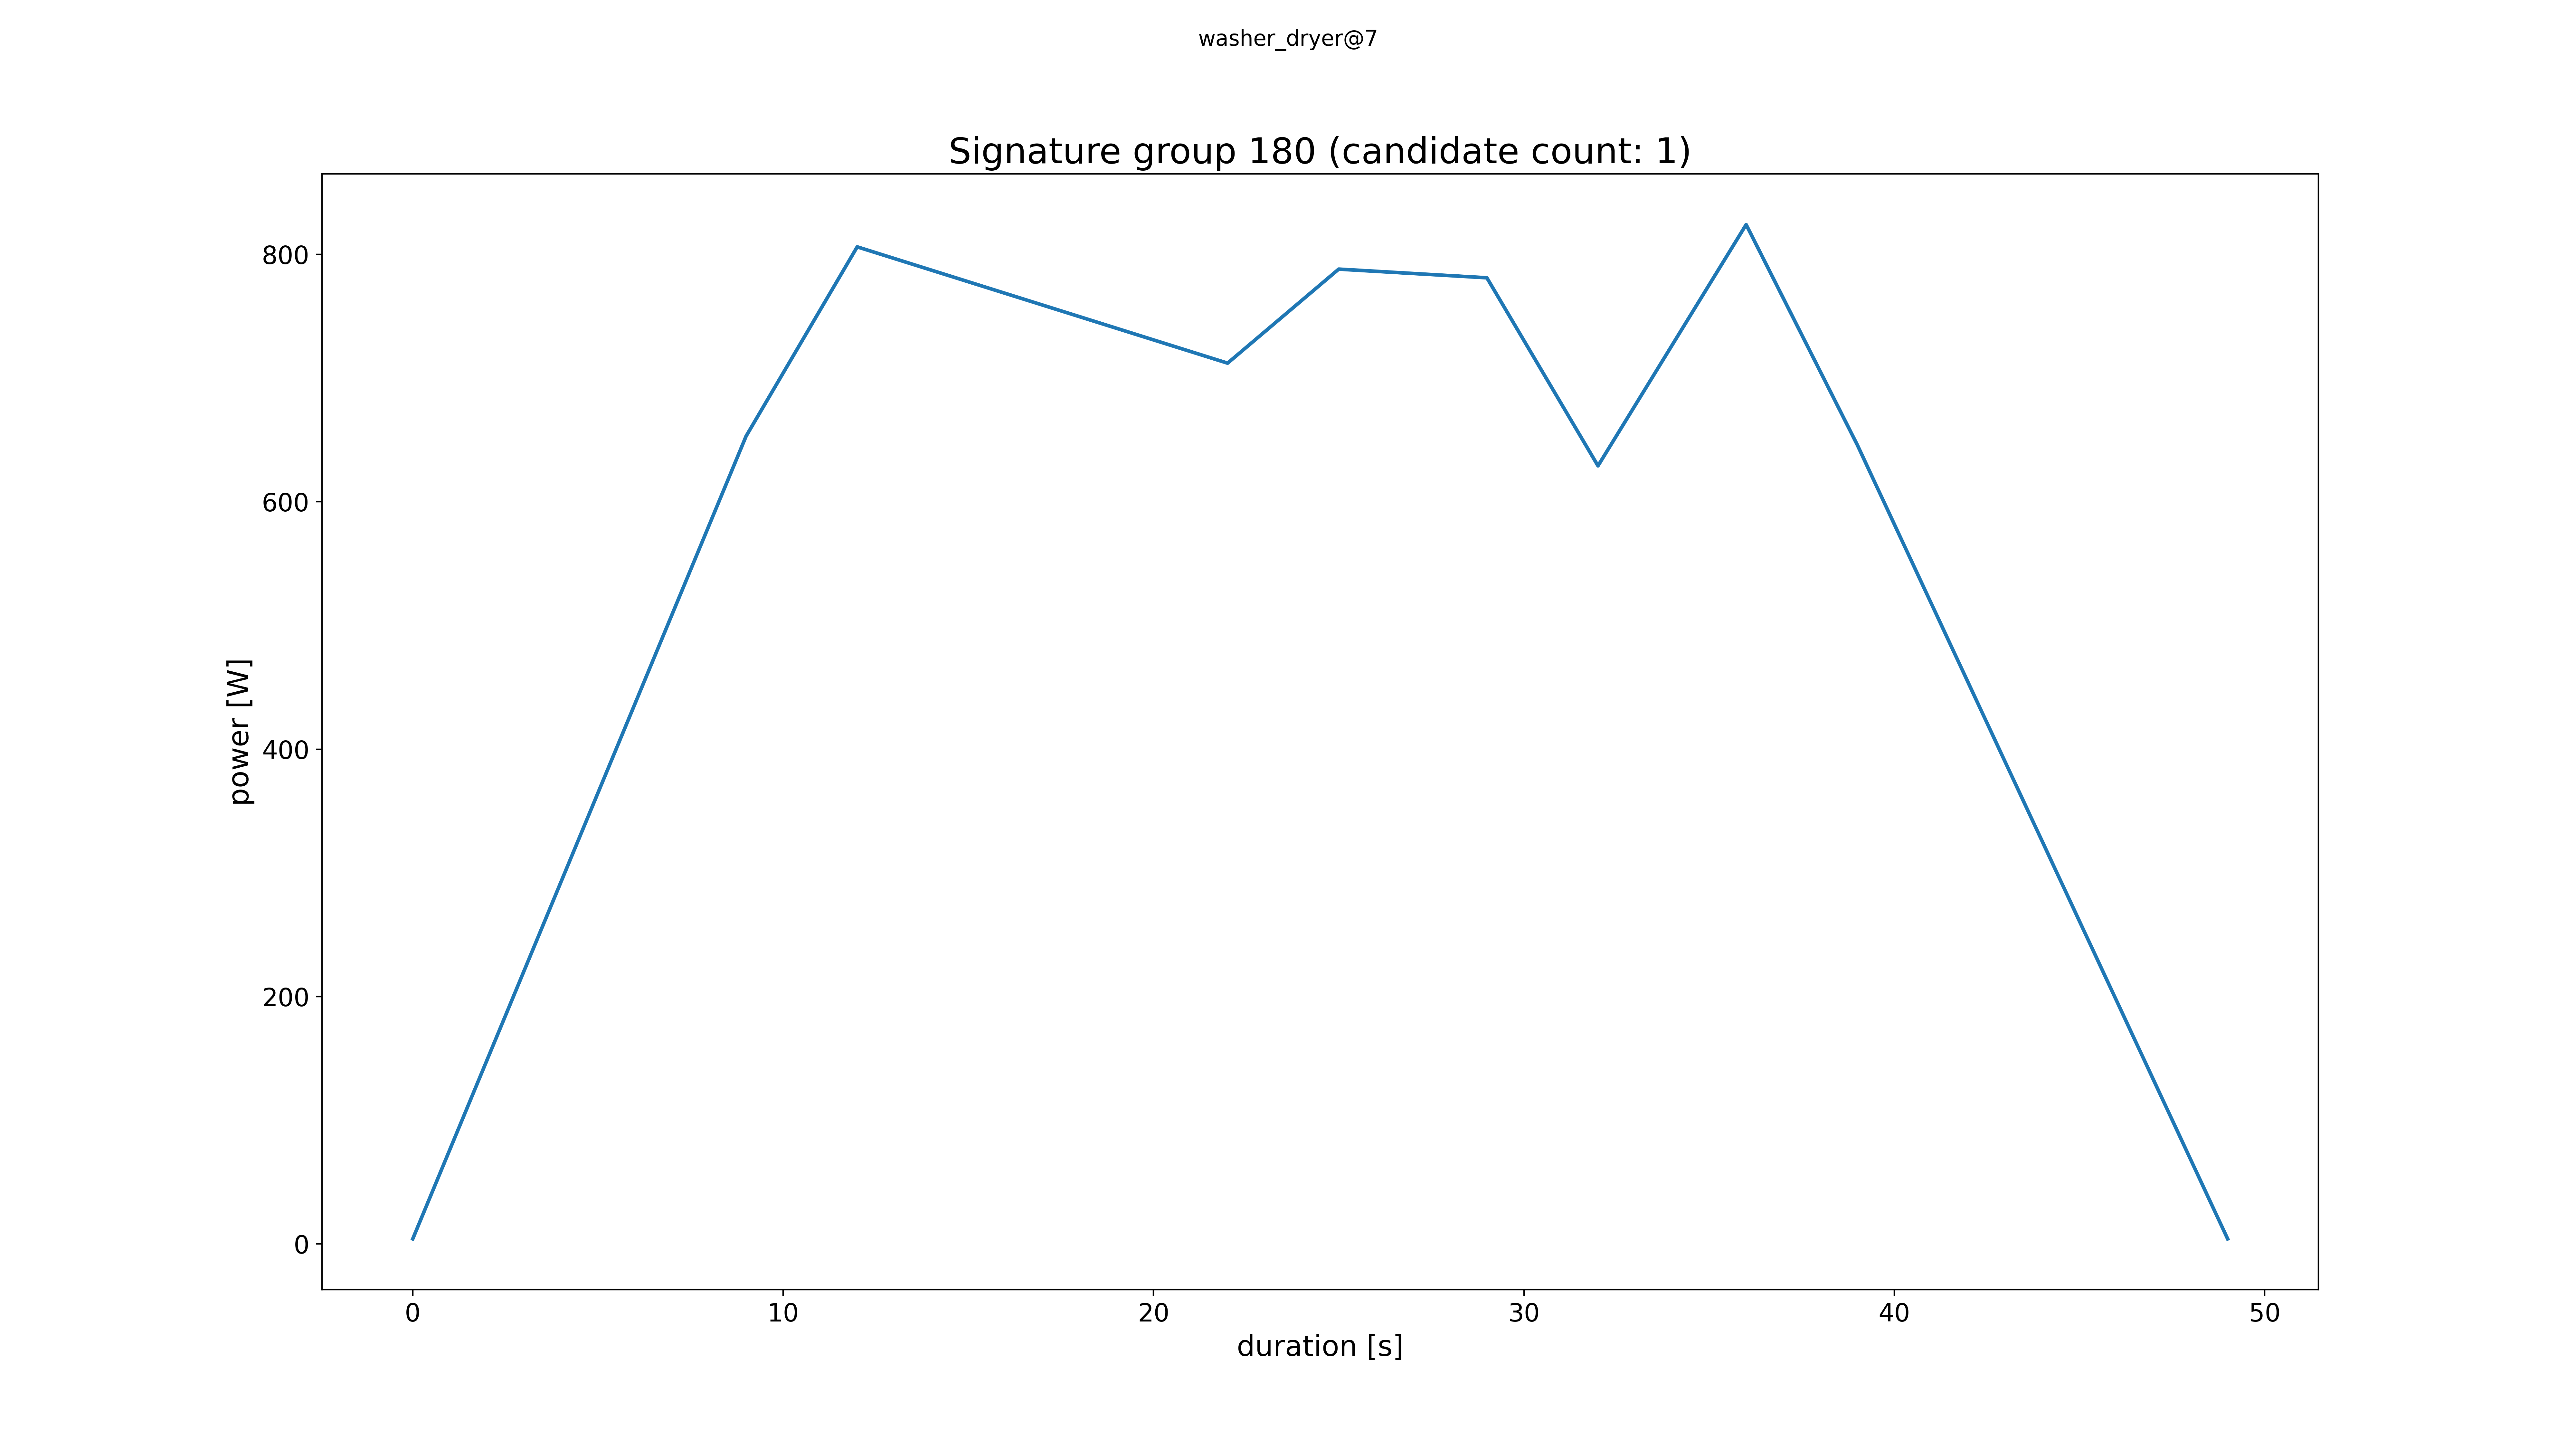 washer_dryer@7
Signature group 180 (candidate count: 1)
800
600
400
200
0
power [W]
0 10 20 30 40 50
duration [s]